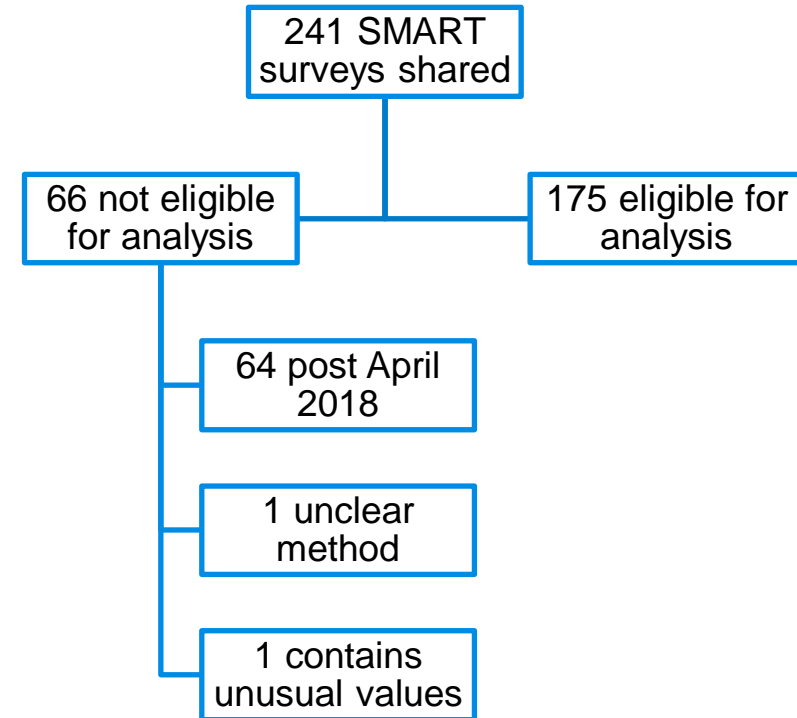 241 SMART
surveys shared
66 not eligible
for analysis
175 eligible for
analysis
64 post April
2018
1 unclear
method
1 contains
unusual values